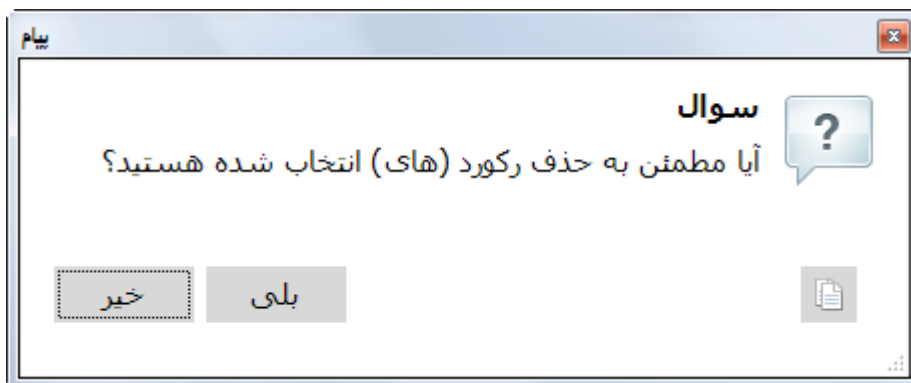 پیام
سوال
آیا مطمئن به حذف رکورد (های) انتخاب شده هستید؟
بلی
خیر